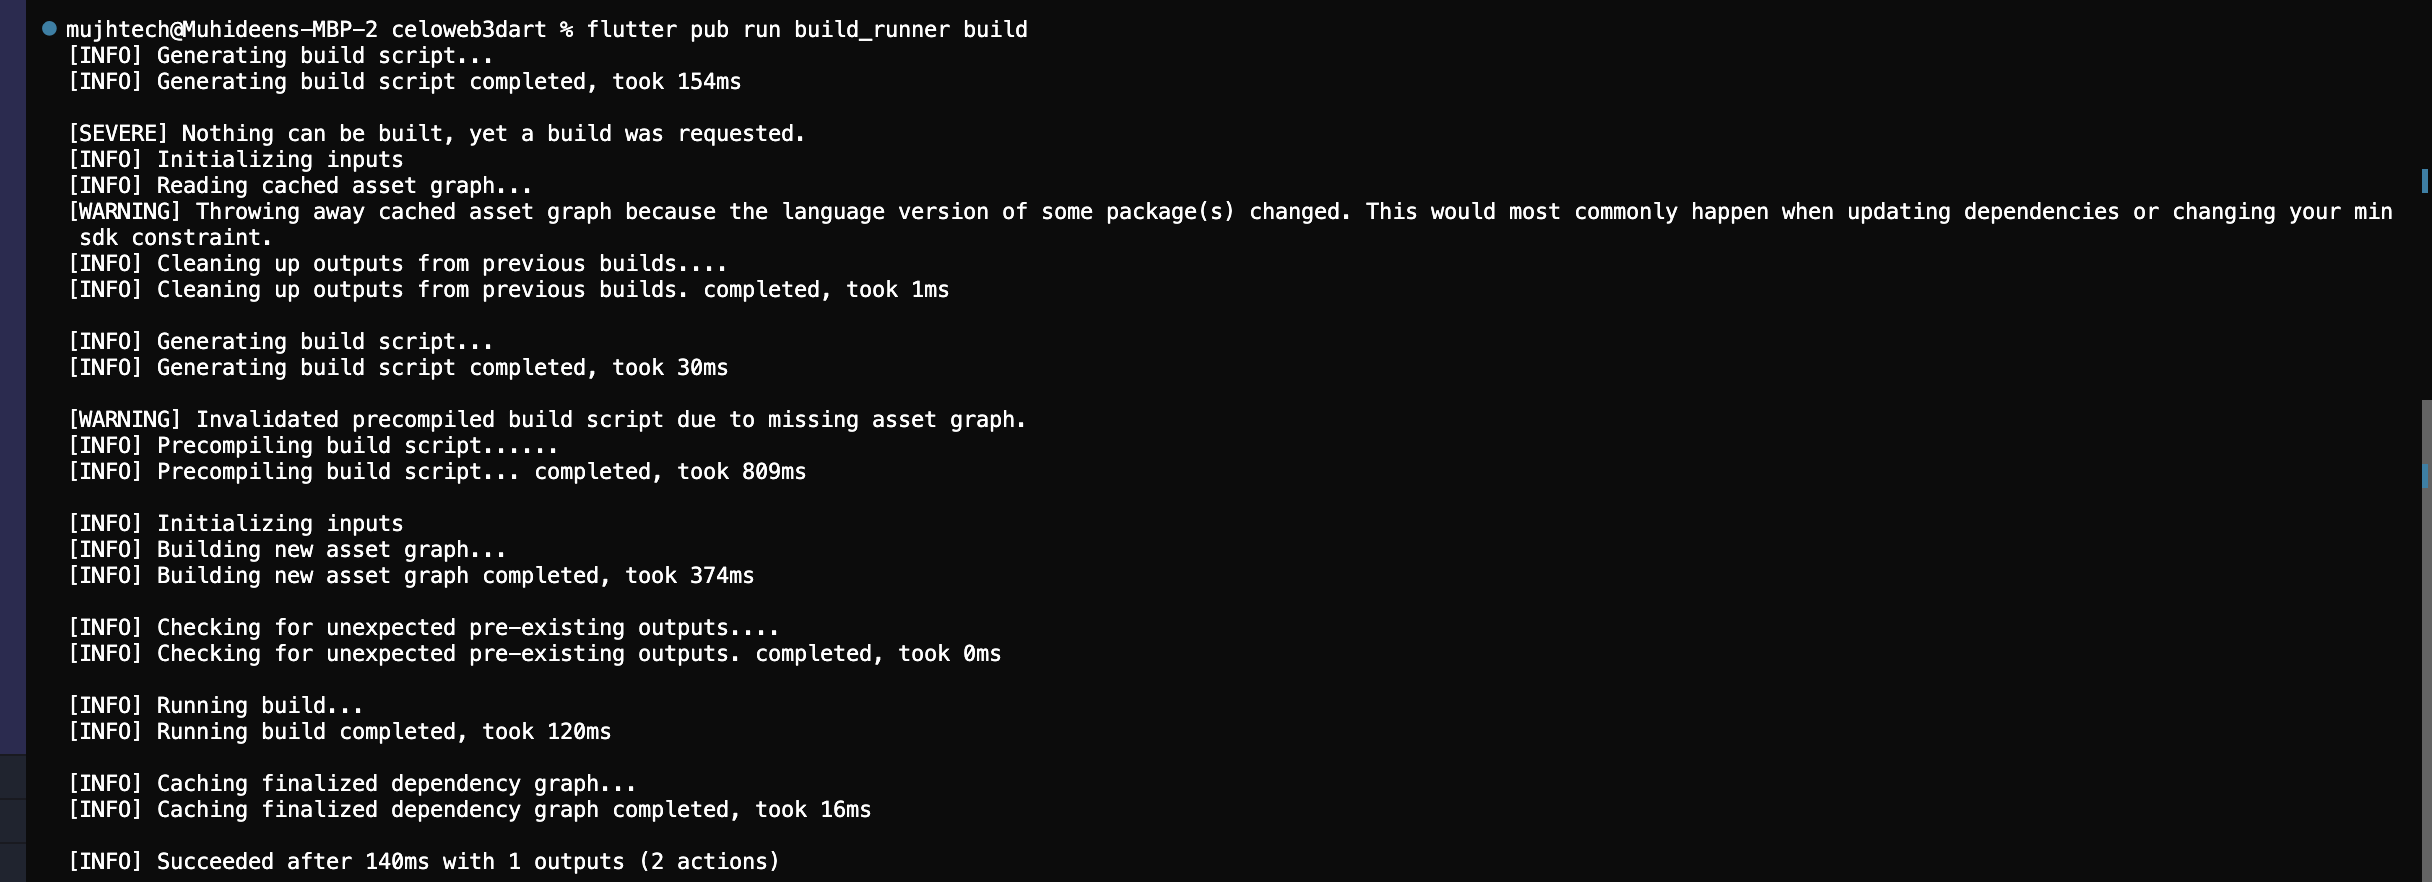 mujhtech@Muhideens-MBP-2 celoweb3dart % flutter pub run build_runner build
[INFO] Generating build script...
[INFO] Generating build script completed, took 154ms
[SEVERE] Nothing can be built, yet a build was requested.
[INFO] Initializing inputs
[INFO] Reading cached asset graph...
[WARNING] Throwing away cached asset graph because the language version of some package(s) changed. This would most commonly happen when updating dependencies or changing your min
sdk constraint.
[INFO] Cleaning up outputs from previous builds....
[INFO] Cleaning up outputs from previous builds. completed, took 1ms
[INFO] Generating build script...
[INFO] Generating build script completed, took 30ms
[WARNING] Invalidated precompiled build script due to missing asset graph.
[INFO] Precompiling build script......
[INFO] Precompiling build script... completed, took 809ms
[INFO] Initializing inputs
[INFO] Building new asset graph...
[INFO] Building new asset graph completed, took 374ms
[INFO] Checking for unexpected pre-existing outputs....
[INFO] Checking for unexpected pre-existing outputs. completed, took 0ms
[INFO] Running build...
[INFO] Running build completed, took 120ms
[INFO] Caching finalized dependency graph...
[INFO] Caching finalized dependency graph completed, took 16ms
[INFO] Succeeded after 140ms with 1 outputs (2 actions)